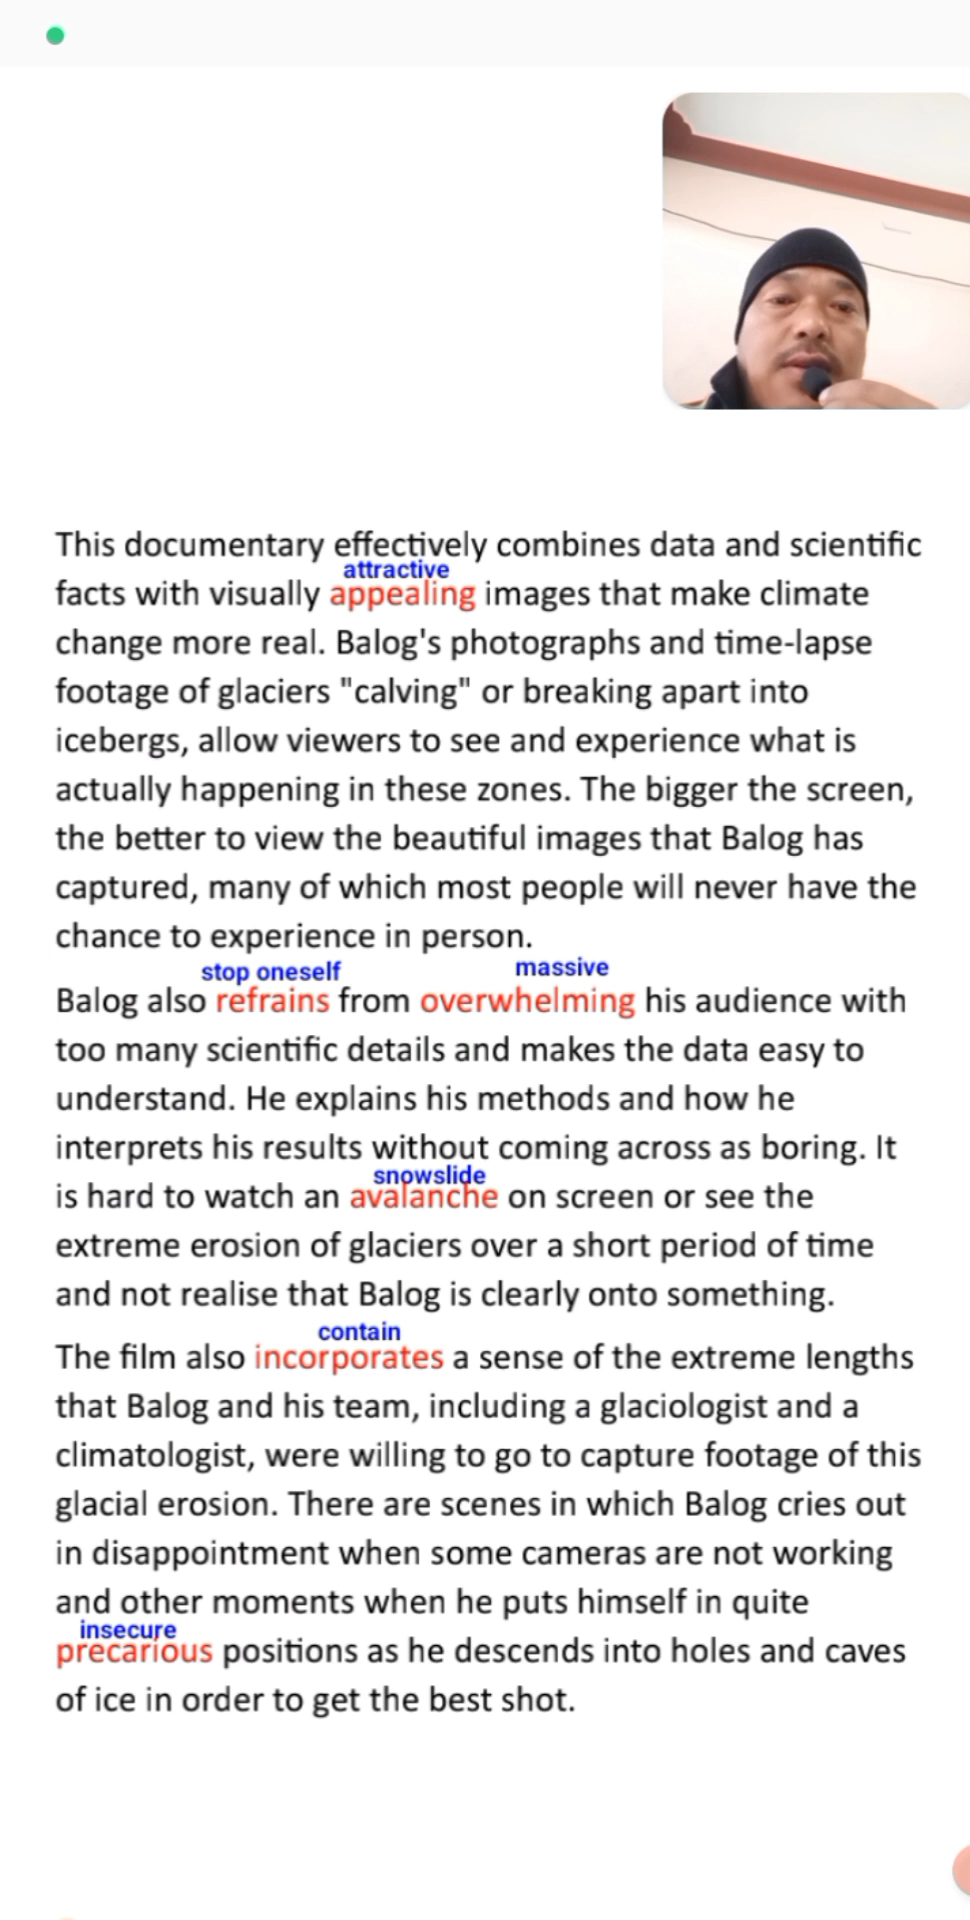 This documentary effectively combines data and scientific
attractive
facts with visually appealing images that make climate
change more real. Balog's photographs and time-lapse
footage of glaciers "calving" or breaking apart into
icebergs, allow viewers to see and experience what is
actually happening in these zones. The bigger the screen,
the better to view the beautiful images that Balog has
captured, many of which most people will never have the
chance to experience in person.
stop oneself massive
Balog also refrains from overwhelming his audience with
too many scientific details and makes the data easy to
understand. He explains his methods and how he
interprets his results without coming across as boring. It
snowslide
is hard to watch an avalanche on screen or see the
extreme erosion of glaciers over a short period of time
and not realise that Balog is clearly onto something.
contain
The film also incorporates a sense of the extreme lengths
that Balog and his team, including a glaciologist and a
climatologist, were willing to go to capture footage of this
glacial erosion. There are scenes in which Balog cries out
in disappointment when some cameras are not working
and other moments when he puts himself in quite
insecure
precarious positions as he descends into holes and caves
of ice in order to get the best shot.